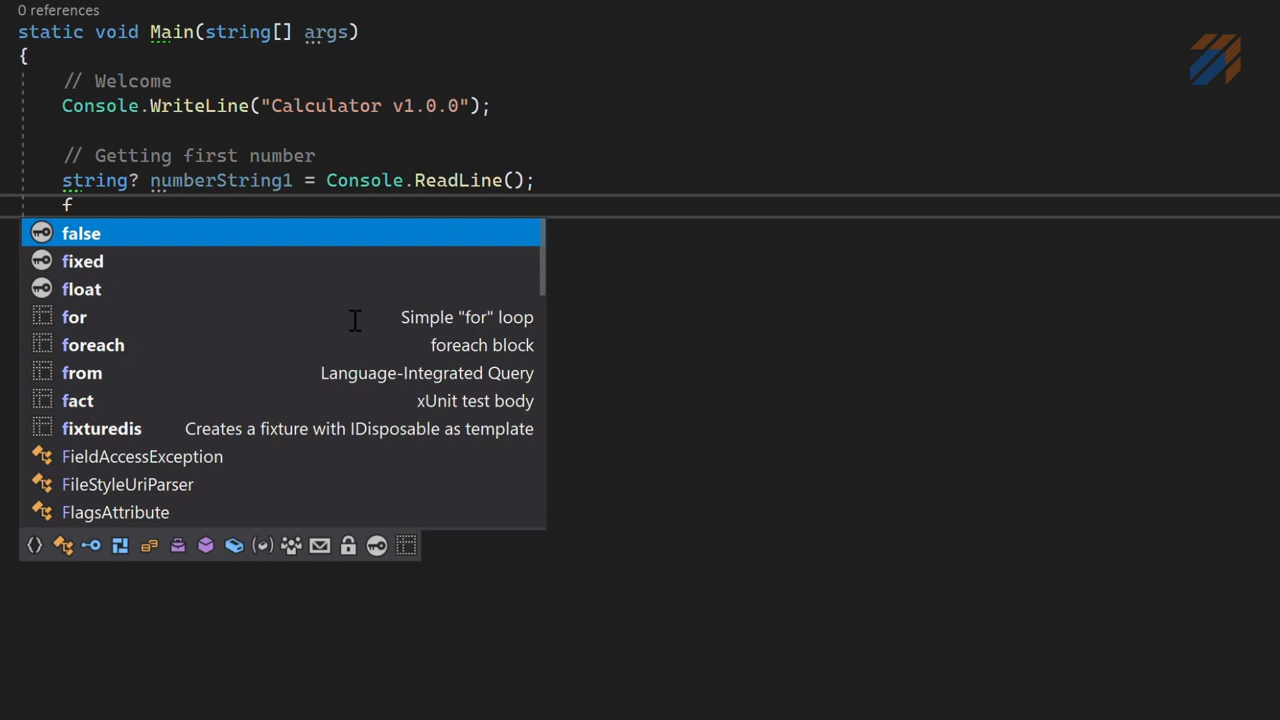 0 references
static void Main(string[] args)
{
// Welcome
Console.WriteLine("Calculator v1.0.0");
// Getting first number
string? numberString1 = Console.ReadLine();
f
false
fixed
float
for Simple "for" loop
foreach foreach block
from Language-Integrated Query
fact xUnit test body
fixturedis Creates a fixture with IDisposable as template
FieldAccessException
FileStyleUriParser
FlagsAttribute